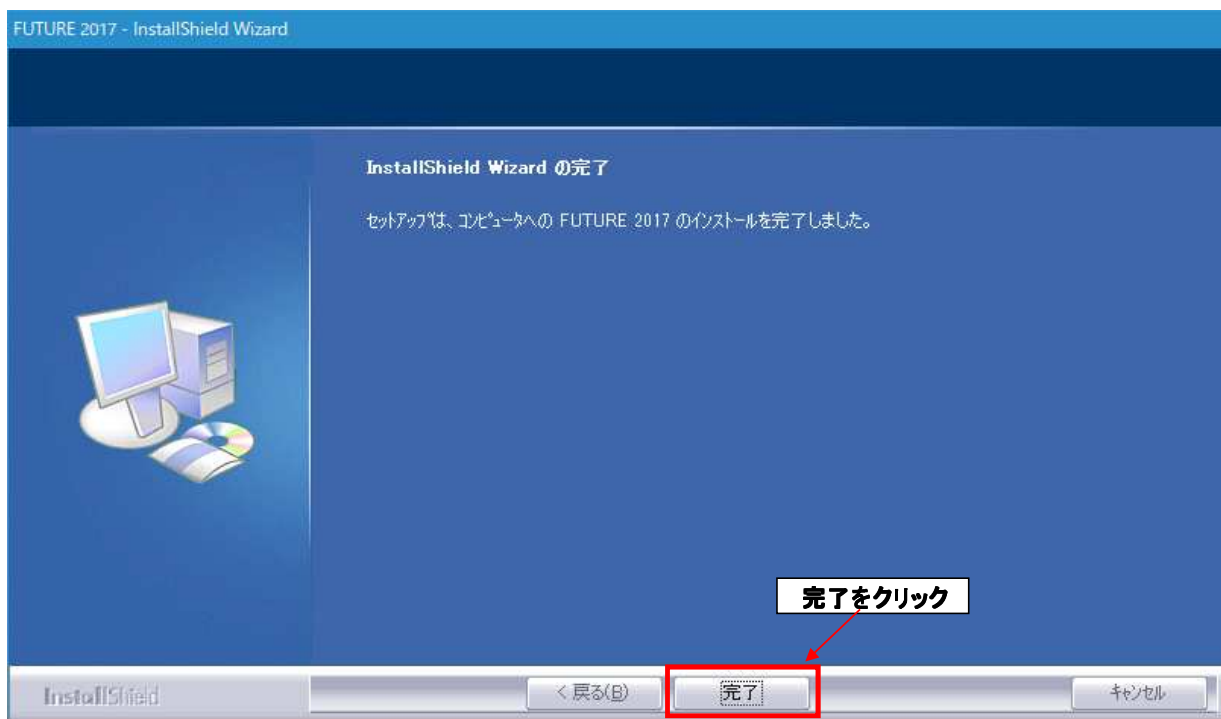 FUTURE 2017 - InstallShield Wizard
InstallShield Wizard の完了
セットアップは、コンピュータへの FUTURE 2017 のインストールを完了しました。
完了をクリック
InstallShield
< 戻る(B)
完了
キャンセル